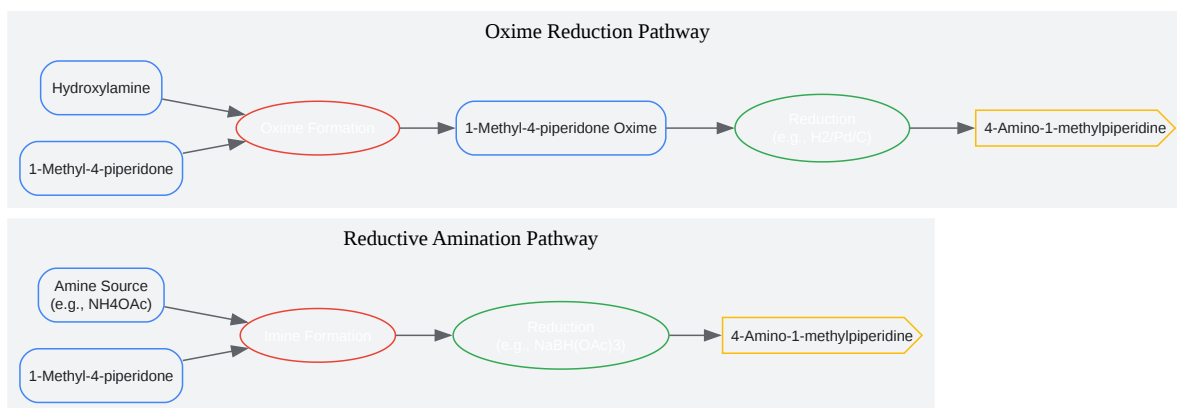 Oxime Reduction Pathway
Hydroxylamine
1-Methyl-4-piperidone
Oxime Formation
1-Methyl-4-piperidone Oxime
Reduction
(e.g., H2/Pd/C)
4-Amino-1-methylpiperidine
Reductive Amination Pathway
Amine Source
(e.g., NH4OAc)
1-Methyl-4-piperidone
Imine Formation
Reduction
(e.g., NaBH(OAc)3)
4-Amino-1-methylpiperidine